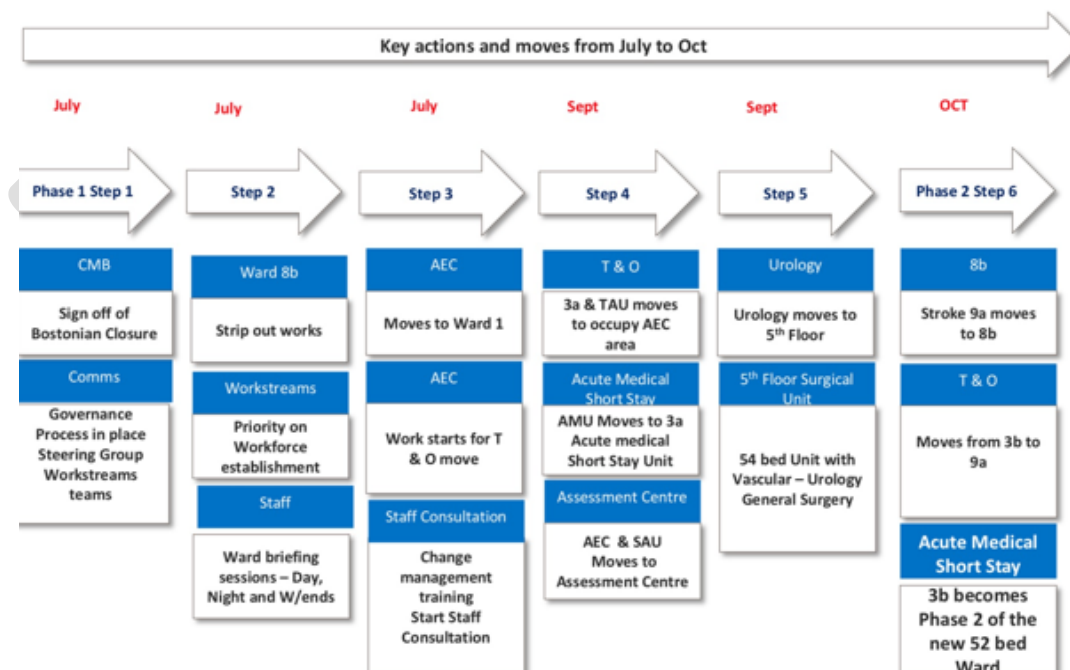 Key actions and moves from July to Oct
July
July
July
Sept
Sept
OCT
Phase 1 Step 1
Step 2
Step 3
Step 4
Step 5
Phase 2 Step 6
CMB
Sign off of
Bostonian Closure
Comms
Governance
Process in place
Steering Group
Workstreams
teams
Ward 8b
Strip out works
Workstreams
Priority on
Workforce
establishment
Staff
Ward briefing
sessions – Day,
Night and W/ends
AEC
Moves to Ward 1
AEC
Work starts for T
& O move
Staff Consultation
Change
management
training
Start Staff
Consultation
T & O
3a & TAU moves
to occupy AEC
area
Acute Medical
Short Stay
AMU Moves to 3a
Acute medical
Short Stay Unit
Assessment Centre
AEC & SAU
Moves to
Assessment Centre
Urology
Urology moves to
5th Floor
5th Floor Surgical
Unit
54 bed Unit with
Vascular – Urology
General Surgery
8b
Stroke 9a moves
to 8b
T & O
Moves from 3b to
9a
Acute Medical
Short Stay
3b becomes
Phase 2 of the
new 52 bed
Ward